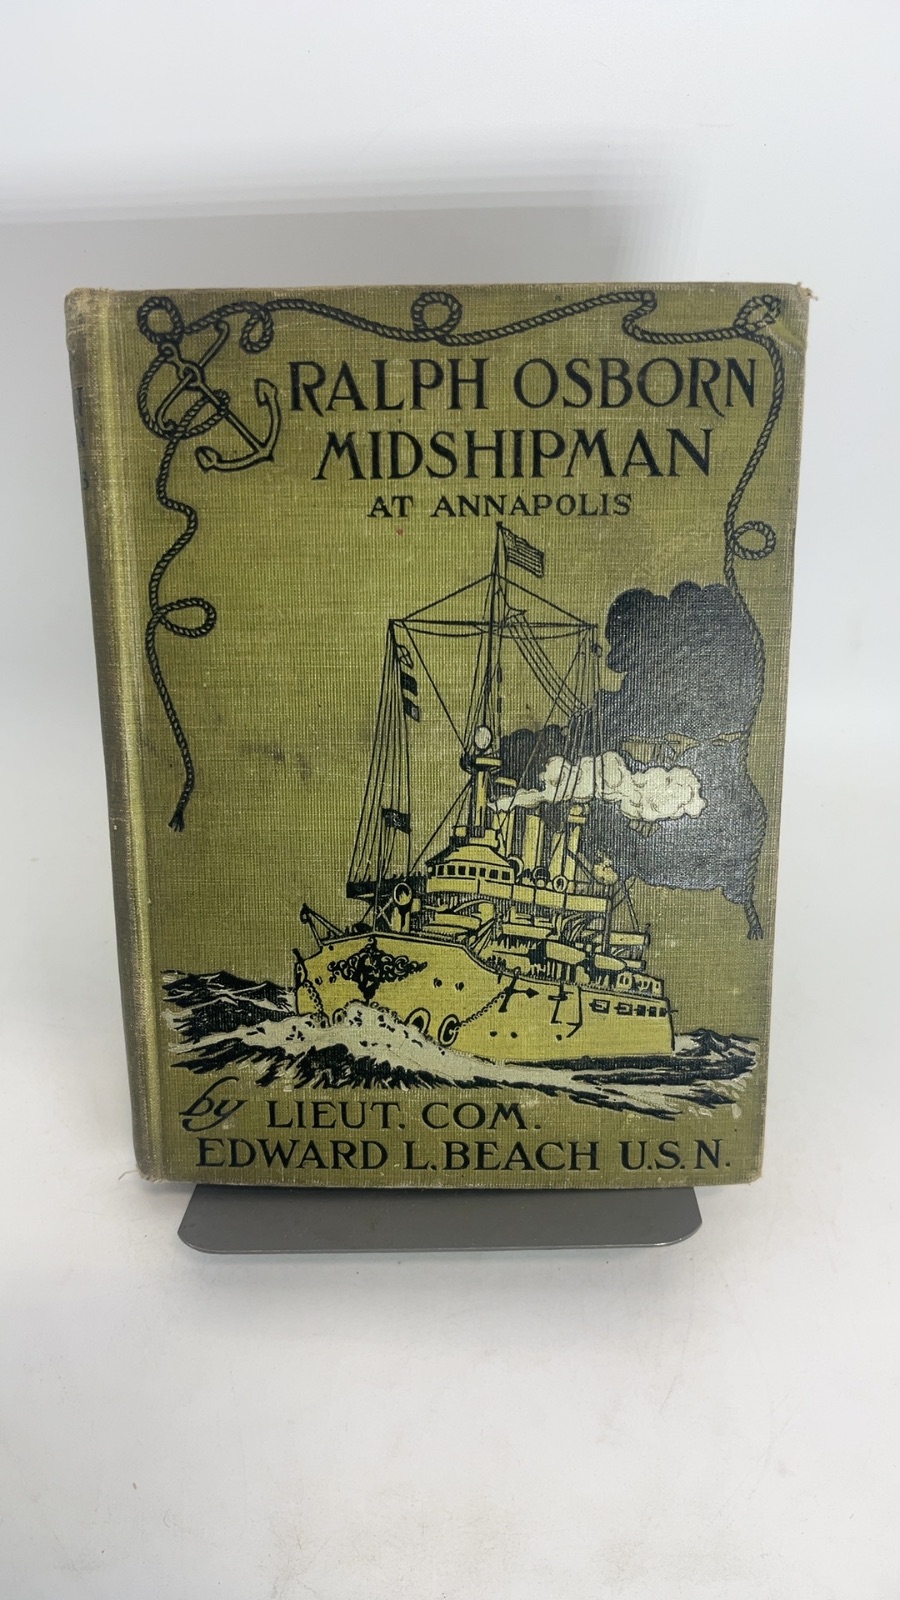 RALPH OSBORN
MIDSHIPMAN
AT ANNAPOLIS
by LIEUT. COM.
EDWARD L. BEACH U.S.N.